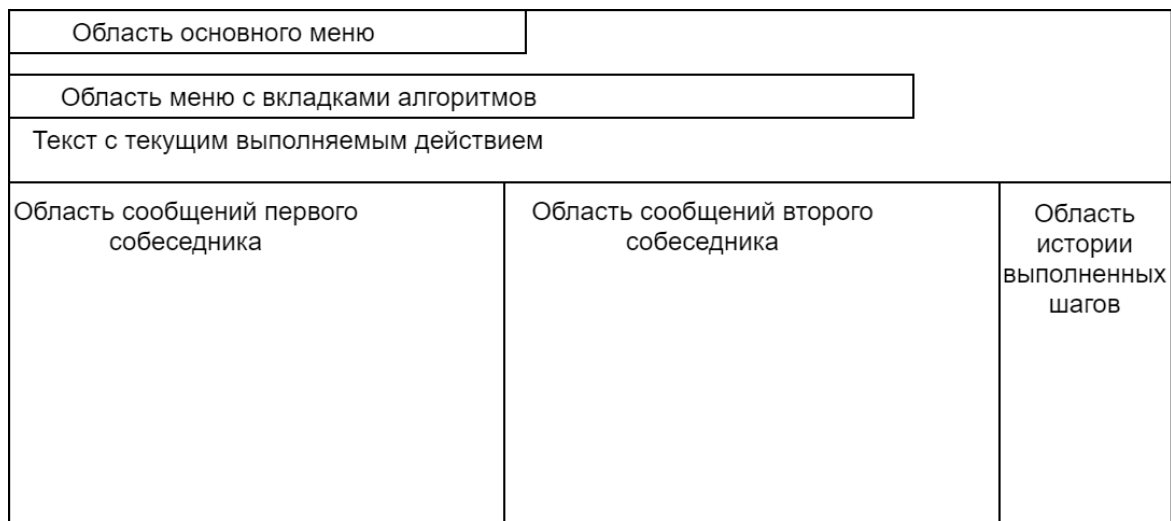 Область основного меню
Область меню с вкладками алгоритмов
Текст с текущим выполняемым действием
Область сообщений первого
собеседника
Область сообщений второго
собеседника
Область
истории
выполненных
шагов